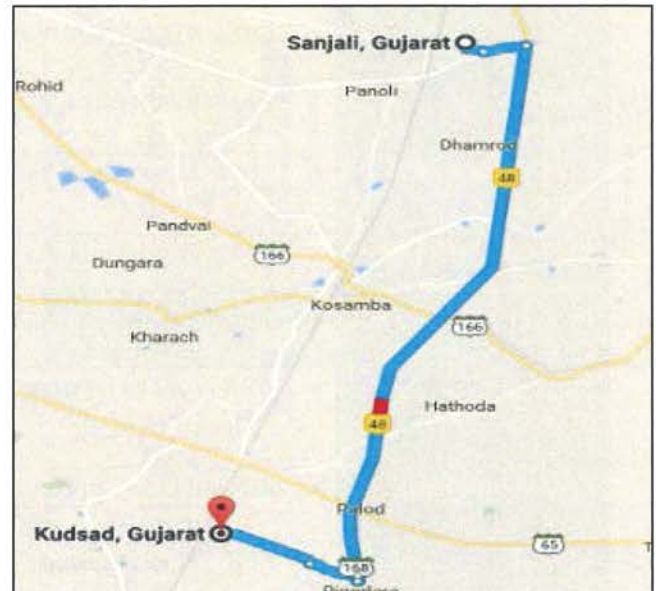 Sanjali, Gujarat
Rohid
Panoli
Dhamrod
48
Pandvai
166
Dungara
Kosamba
166
Kharach
Hathoda
48
Palod
Kudsad, Gujarat
65
168